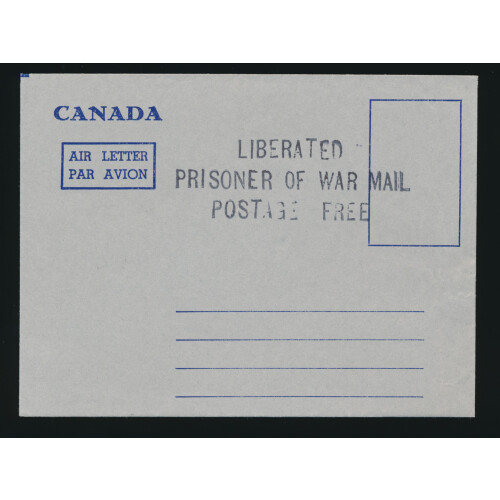 CANADA
AIR LETTER
PAR AVION
LIBERATED
PRISONER OF WAR MAIL
POSTAGE FREE